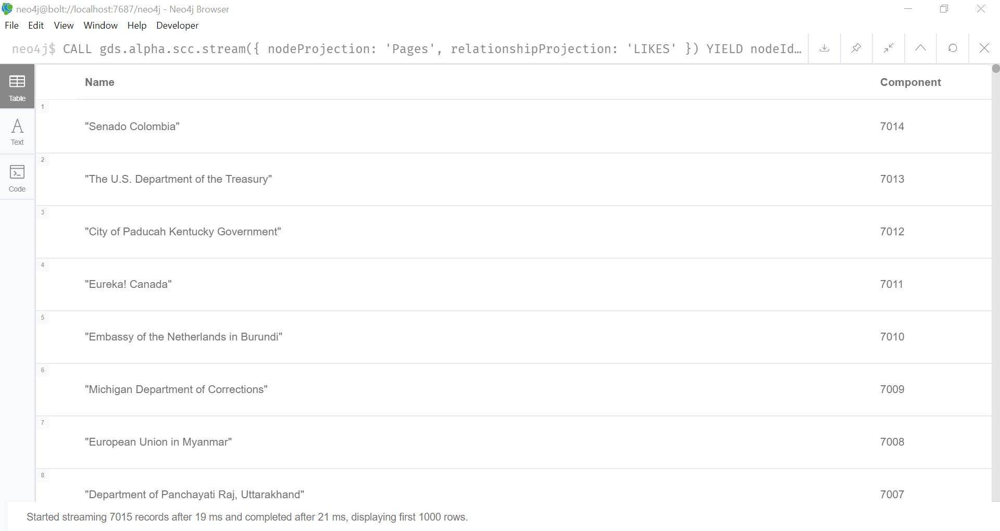 neo4j@bolt://localhost:7687/neo4j - Neo4j Browser
File Edit View Window Help Developer
neo4j$ CALL gds.alpha.scc.stream({ nodeProjection: 'Pages', relationshipProjection: 'LIKES' }) YIELD nodeId…
Table
Text
Code
Name Component
1
"Senado Colombia" 7014
2
"The U.S. Department of the Treasury" 7013
3
"City of Paducah Kentucky Government" 7012
4
"Eureka! Canada" 7011
5
"Embassy of the Netherlands in Burundi" 7010
6
"Michigan Department of Corrections" 7009
7
"European Union in Myanmar" 7008
8
"Department of Panchayati Raj, Uttarakhand" 7007
Started streaming 7015 records after 19 ms and completed after 21 ms, displaying first 1000 rows.